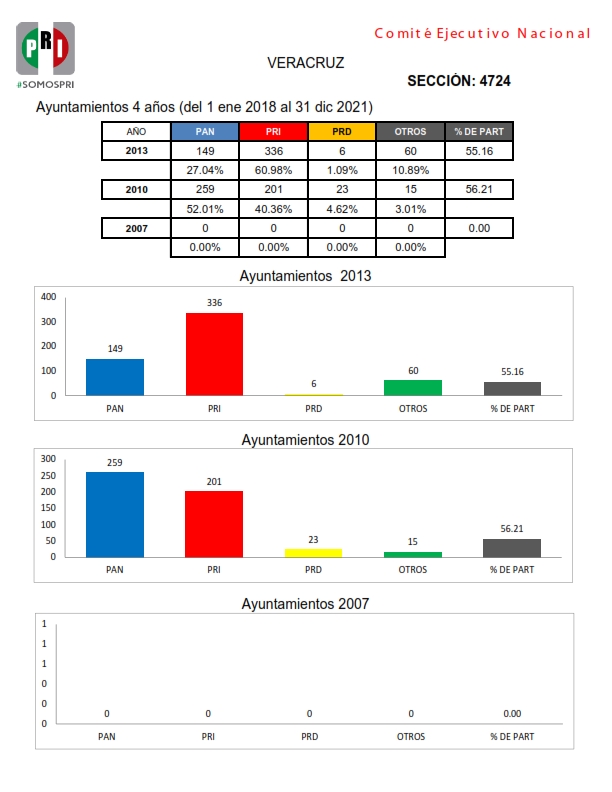 Comité Ejecutivo Nacional
PRI
#SOMOSPRI
VERACRUZ
SECCIÓN: 4724
Ayuntamientos 4 años (del 1 ene 2018 al 31 dic 2021)
AÑO PAN PRI PRD OTROS % DE PART
2013 149 336 6 60 55.16
27.04% 60.98% 1.09% 10.89%
2010 259 201 23 15 56.21
52.01% 40.36% 4.62% 3.01%
2007 0 0 0 0 0.00
0.00% 0.00% 0.00% 0.00%
Ayuntamientos 2013
400
300
200
100
0
149 336 6 60 55.16
PAN PRI PRD OTROS % DE PART
Ayuntamientos 2010
300
250
200
150
100
50
0
259 201 23 15 56.21
PAN PRI PRD OTROS % DE PART
Ayuntamientos 2007
1
1
1
0
0
0
0 0 0 0 0.00
PAN PRI PRD OTROS % DE PART